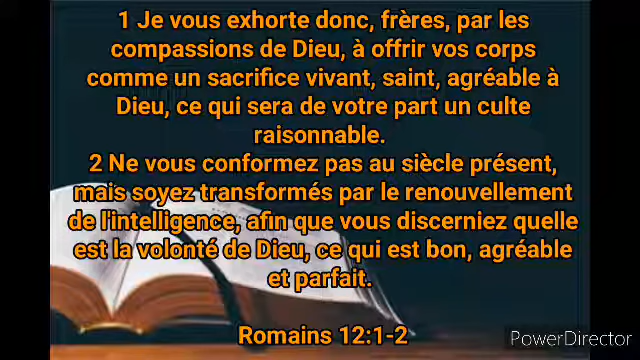 1 Je vous exhorte donc, frères, par les
compassions de Dieu, à offrir vos corps
comme un sacrifice vivant, saint, agréable à
Dieu, ce qui sera de votre part un culte
raisonnable.
2 Ne vous conformez pas au siècle présent,
mais soyez transformés par le renouvellement
de l'intelligence, afin que vous discerniez quelle
est la volonté de Dieu, ce qui est bon, agréable
et parfait.
Romains 12:1-2
PowerDirector